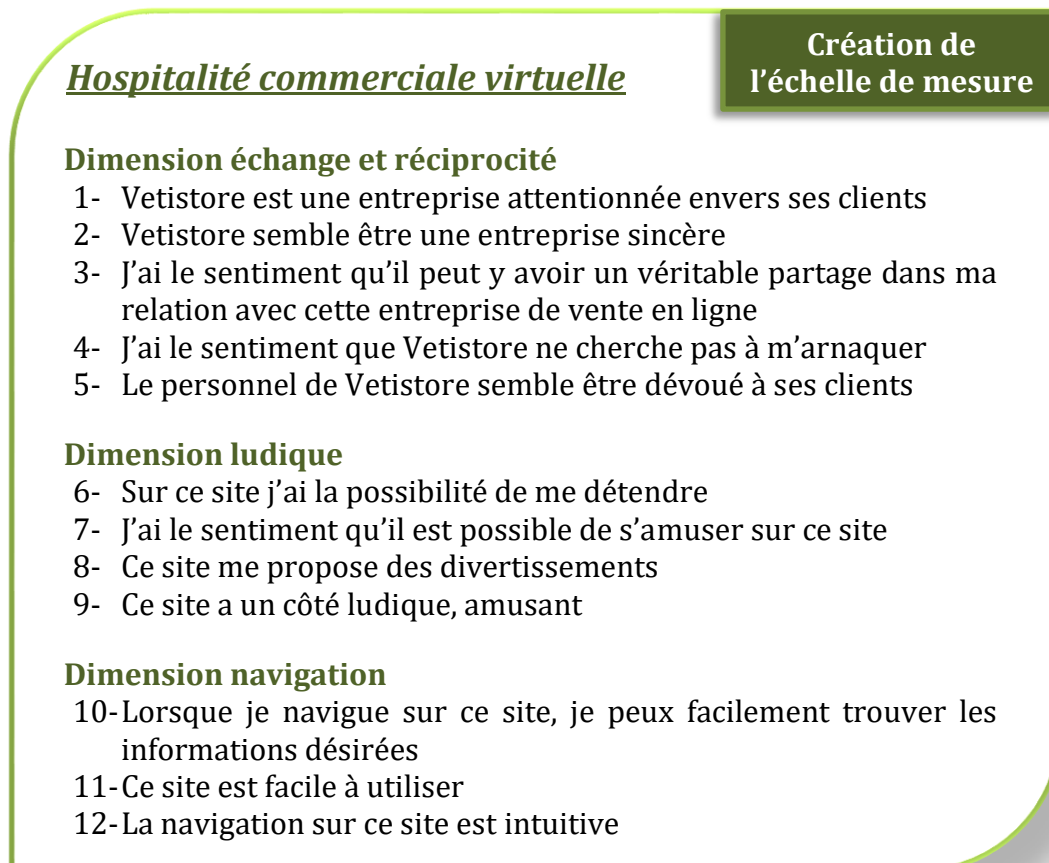 Création de
l’échelle de mesure
Hospitalité commerciale virtuelle
Dimension échange et réciprocité
1- Vetistore est une entreprise attentionnée envers ses clients
2- Vetistore semble être une entreprise sincère
3- J’ai le sentiment qu’il peut y avoir un véritable partage dans ma
relation avec cette entreprise de vente en ligne
4- J’ai le sentiment que Vetistore ne cherche pas à m’arnaquer
5- Le personnel de Vetistore semble être dévoué à ses clients
Dimension ludique
6- Sur ce site j’ai la possibilité de me détendre
7- J’ai le sentiment qu’il est possible de s’amuser sur ce site
8- Ce site me propose des divertissements
9- Ce site a un côté ludique, amusant
Dimension navigation
10-Lorsque je navigue sur ce site, je peux facilement trouver les
informations désirées
11-Ce site est facile à utiliser
12-La navigation sur ce site est intuitive